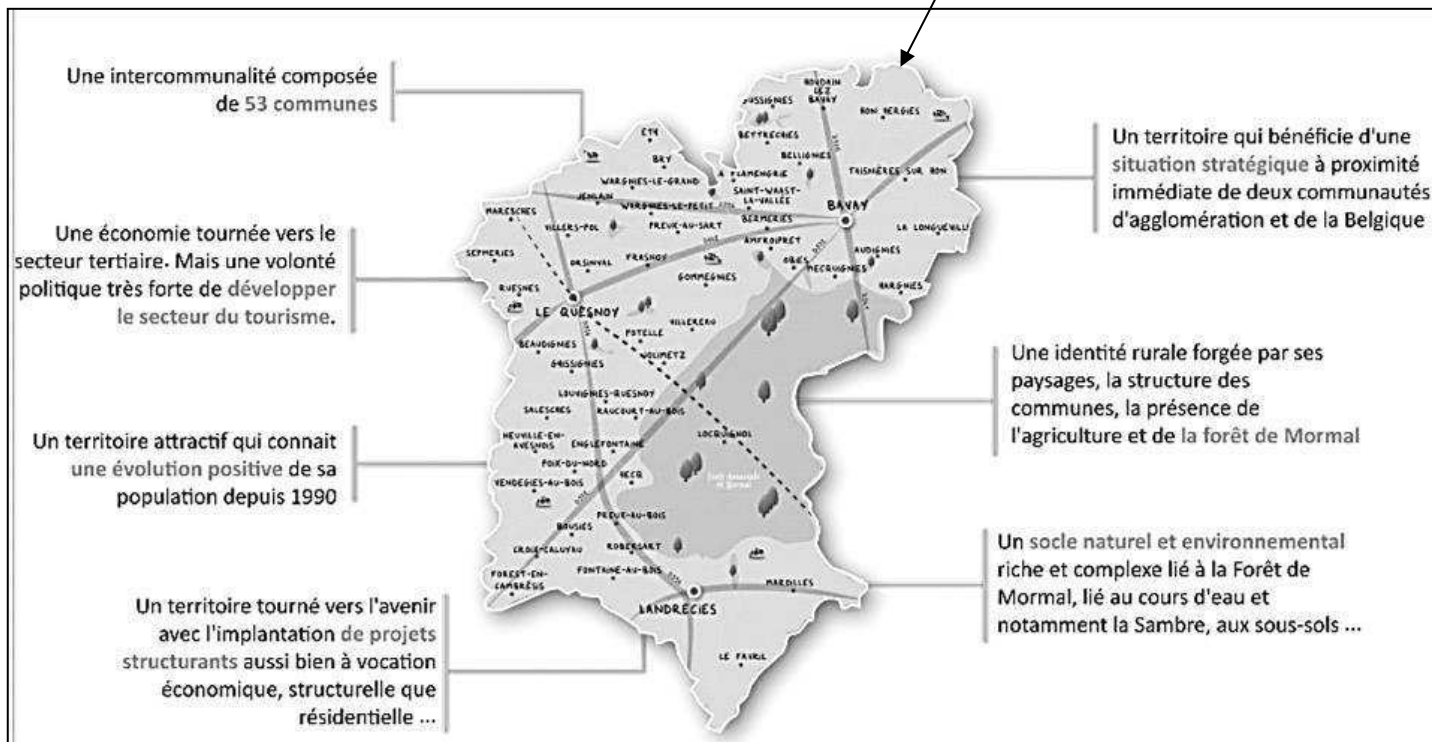 Une intercommunalité composée
de 53 communes
Une économie tournée vers le
secteur tertiaire. Mais une volonté
politique très forte de développer
le secteur du tourisme.
Un territoire attractif qui connait
une évolution positive de sa
population depuis 1990
Un territoire tourné vers l'avenir
avec l'implantation de projets
structurants aussi bien à vocation
économique, structurelle que
résidentielle ...
HOUDAIN
LEZ
BAVAY
HON HERGIES
BETTRECHIES
BELLIGNIES
TAISNIÈRES SUR HON
ETH
BRY
WARGNIES-LE-GRAND
FLAMENGRIE
SAINT-WAAST-
LA-VALLÉE
JENLAIN
WARGNIES-LE-PETIT
BERMERIES
BAVAY
MARESCHES
VILLERS-POL
PREUX-AU-SART
AMFROIPRET
LA LONGUEVILLE
SEPMERIES
ORSINVAL
FRASNOY
OBIES
AUDIGNIES
MECQUIGNIES
GOMMEGNIES
HARGNIES
RUESNES
LE QUESNOY
POTELLE
VILLEREAU
BEAUDIGNIES
JOLIMETZ
GHISSIGNIES
LOUVIGNIES-QUESNOY
SALESCHES
RAUCOURT-AU-BOIS
NEUVILLE-EN-
AVESNOIS
ENGLEFONTAINE
LOCQUIGNOL
POIX-DU-NORD
HECQ
VENDEGIES-AU-BOIS
PREUX-AU-BOIS
BOUSIES
CROIX-CALUYAU
ROBERSART
FOREST-EN-
CAMBRÉSIS
FONTAINE-AU-BOIS
MAROILLES
LANDRECIES
LE FAVRIL
Un territoire qui bénéficie d'une
situation stratégique à proximité
immédiate de deux communautés
d'agglomération et de la Belgique
Une identité rurale forgée par ses
paysages, la structure des
communes, la présence de
l'agriculture et de la forêt de Mormal
Un socle naturel et environnemental
riche et complexe lié à la Forêt de
Mormal, lié au cours d'eau et
notamment la Sambre, aux sous-sols ...